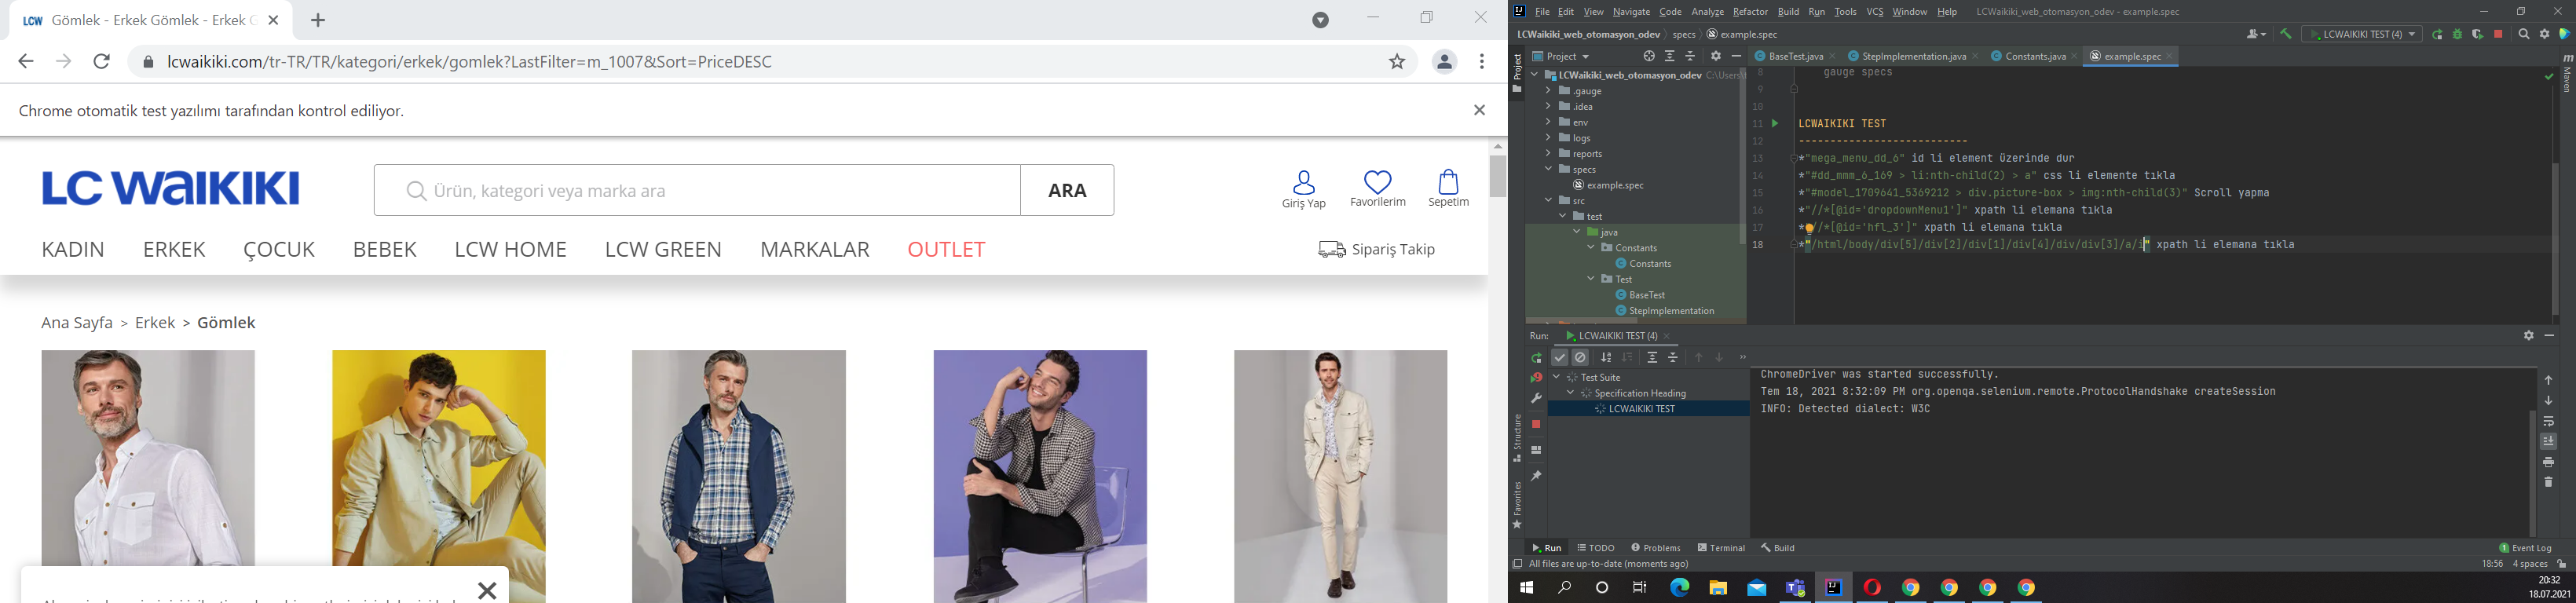 LCW Gömlek - Erkek Gömlek - Erkek G
lcwaikiki.com/tr-TR/TR/kategori/erkek/gomlek?LastFilter=m_1007&Sort=PriceDESC
Chrome otomatik test yazılımı tarafından kontrol ediliyor.
LC WAIKIKI
Ürün, kategori veya marka ara
ARA
Giriş Yap
Favorilerim
Sepetim
KADIN ERKEK ÇOCUK BEBEK LCW HOME LCW GREEN MARKALAR OUTLET
Sipariş Takip
Ana Sayfa > Erkek > Gömlek
File Edit View Navigate Code Analyze Refactor Build Run Tools VCS Window Help LCWaikiki_web_otomasyon_odev - example.spec
LCWaikiki_web_otomasyon_odev specs example.spec
LCWAIKIKI TEST (4)
Project
Project
LCWaikiki_web_otomasyon_odev C:\Users\
.gauge
.idea
env
logs
reports
specs
example.spec
src
test
java
Constants
Constants
Test
BaseTest
StepImplementation
BaseTest.java StepImplementation.java Constants.java example.spec
Maven
8 gauge specs
9
10
11 LCWAIKIKI TEST
12 ---------------------------
13 *"mega_menu_dd_6" id li element üzerinde dur
14 *"#dd_mmm_6_169 > li:nth-child(2) > a" css li elemente tıkla
15 *"#model_1709641_5369212 > div.picture-box > img:nth-child(3)" Scroll yapma
16 *"//*[@id='dropdownMenu1']" xpath li elemana tıkla
17 *"//*[@id='hfl_3']" xpath li elemana tıkla
18 *"/html/body/div[5]/div[2]/div[1]/div[4]/div/div[3]/a/i" xpath li elemana tıkla
Run: LCWAIKIKI TEST (4)
Test Suite
Specification Heading
LCWAIKIKI TEST
ChromeDriver was started successfully.
Tem 18, 2021 8:32:09 PM org.openqa.selenium.remote.ProtocolHandshake createSession
INFO: Detected dialect: W3C
Structure
Favorites
Run TODO Problems Terminal Build
1 Event Log
All files are up-to-date (moments ago)
18:56 4 spaces
20:32
18.07.2021